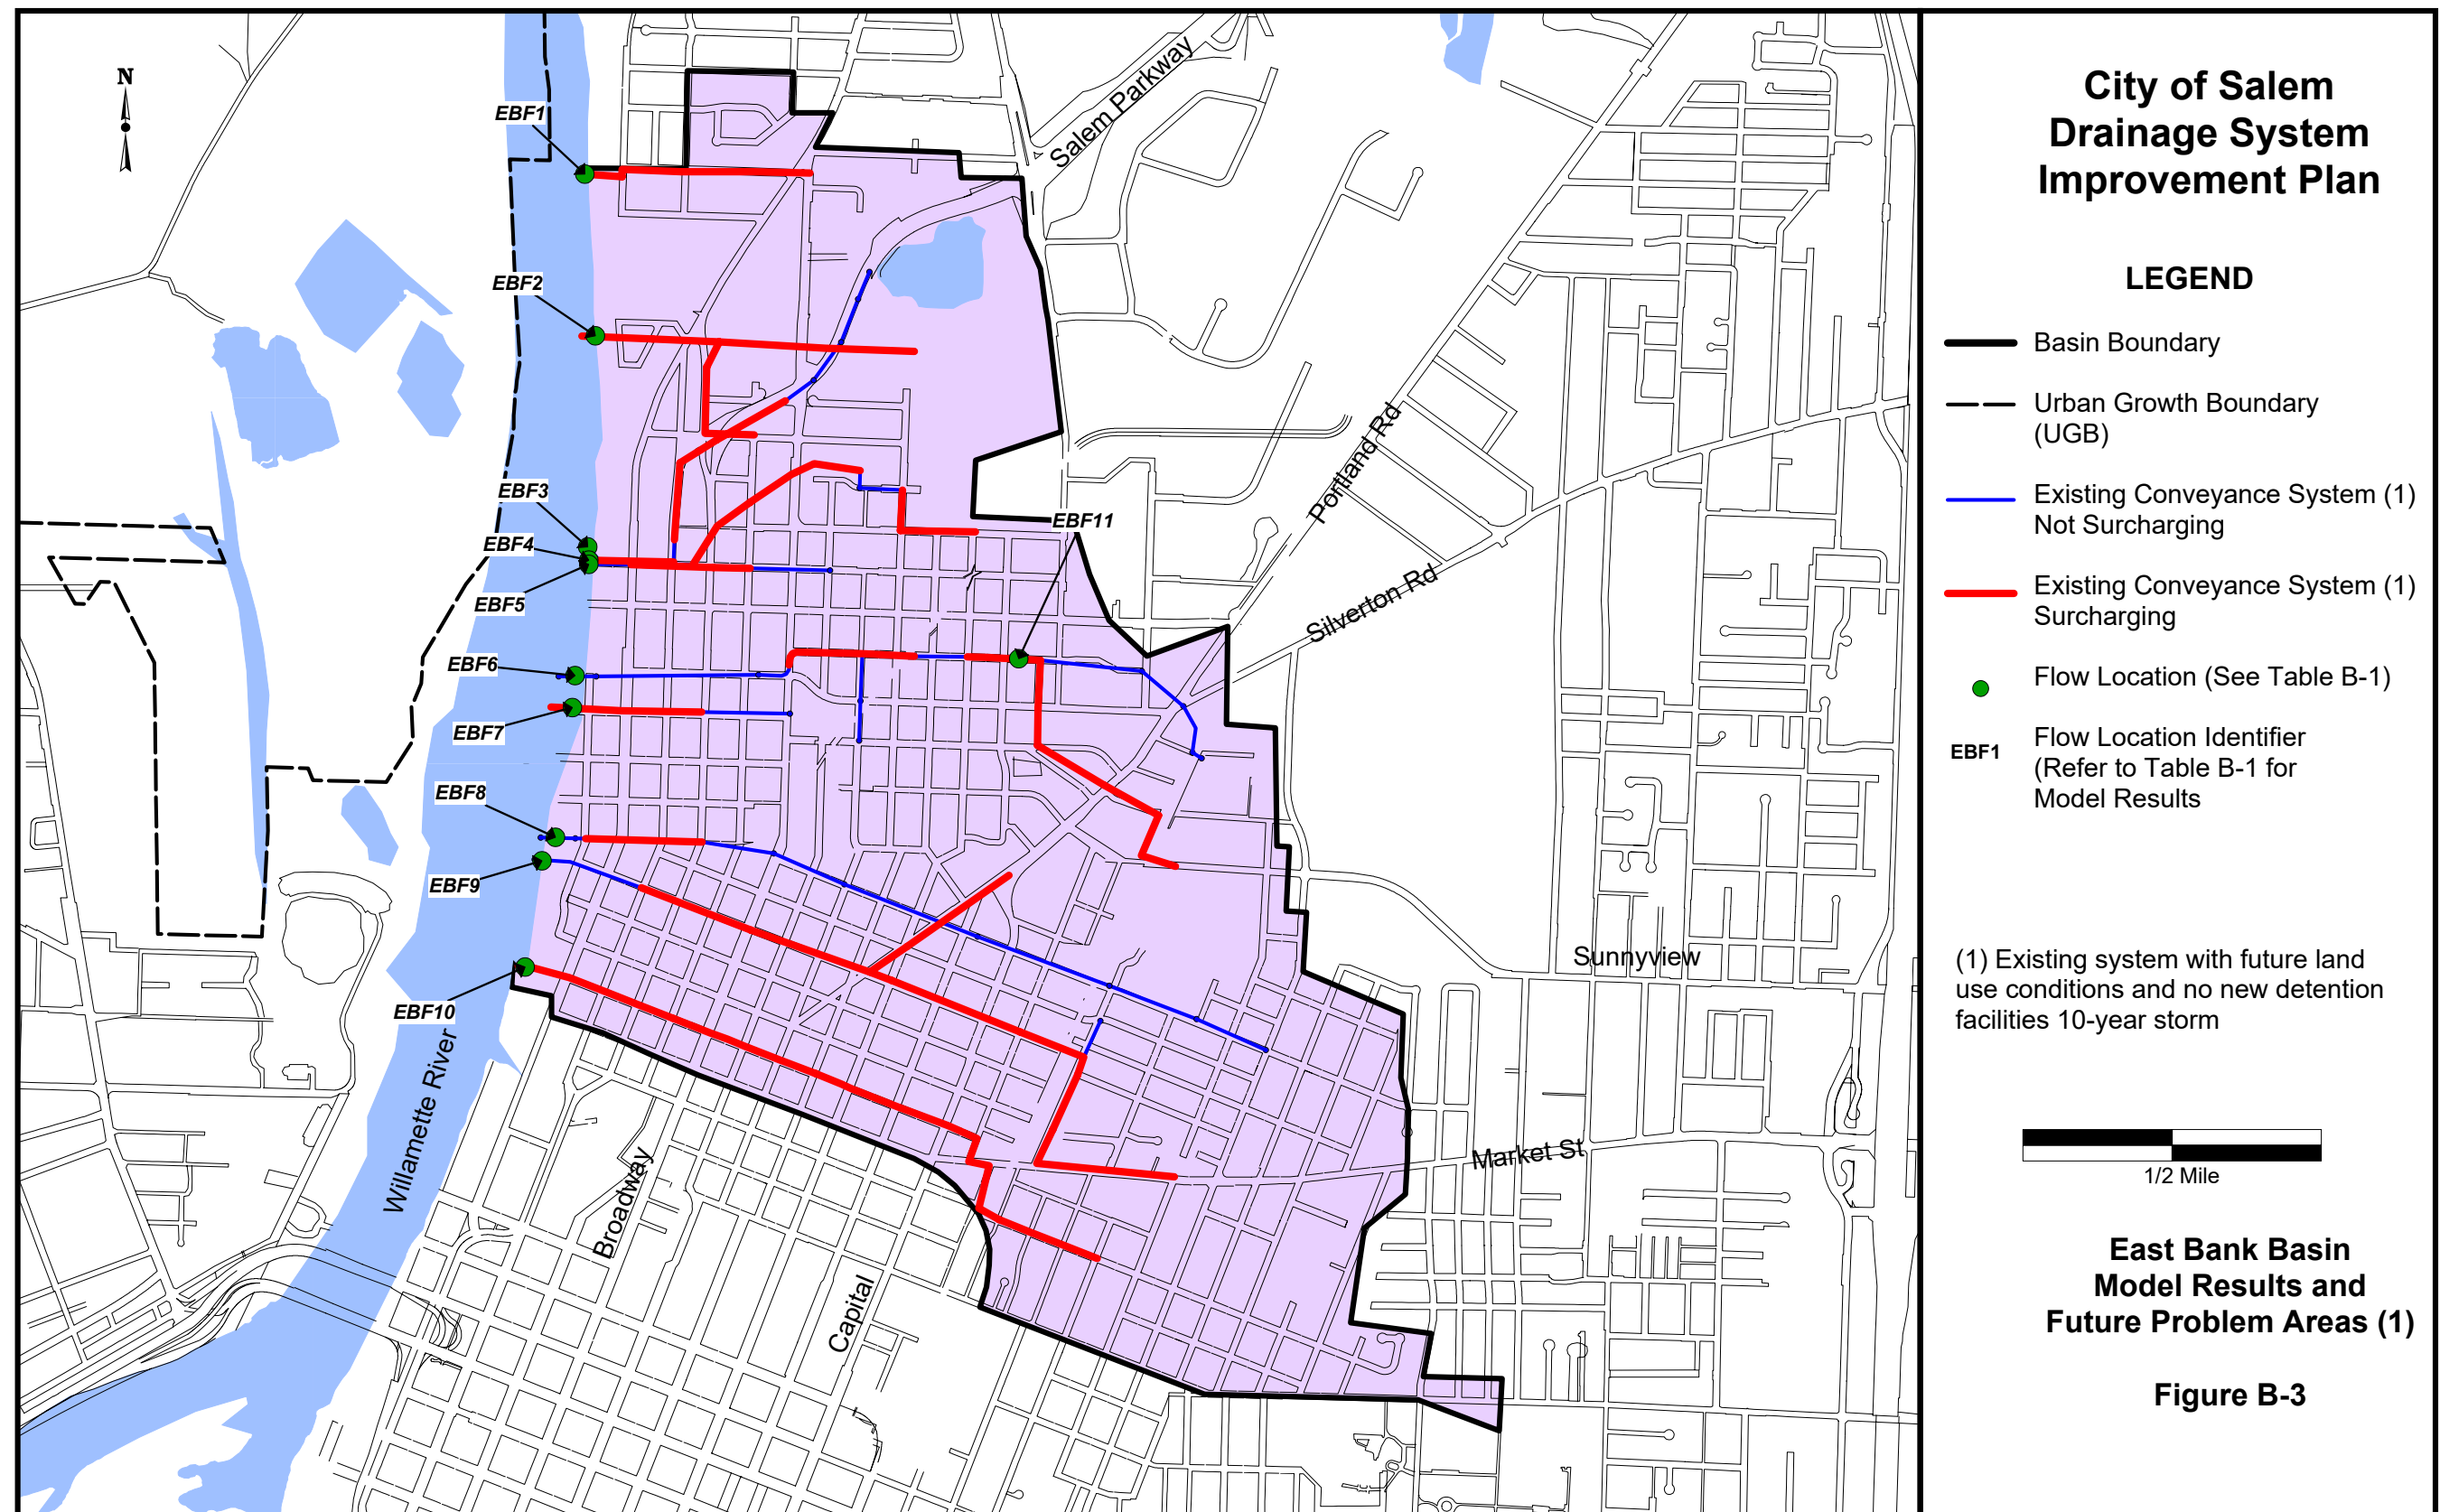 N
EBF1
EBF2
EBF3
EBF4
EBF5
EBF6
EBF7
EBF8
EBF9
EBF10
EBF11
Salem Parkway
Portland Rd
Silverton Rd
Sunnyview
Market St
Willamette River
Broadway
Capital
City of Salem
Drainage System
Improvement Plan
LEGEND
Basin Boundary
Urban Growth Boundary
(UGB)
Existing Conveyance System (1)
Not Surcharging
Existing Conveyance System (1)
Surcharging
Flow Location (See Table B-1)
EBF1
Flow Location Identifier
(Refer to Table B-1 for
Model Results
(1) Existing system with future land
use conditions and no new detention
facilities 10-year storm
1/2 Mile
East Bank Basin
Model Results and
Future Problem Areas (1)
Figure B-3